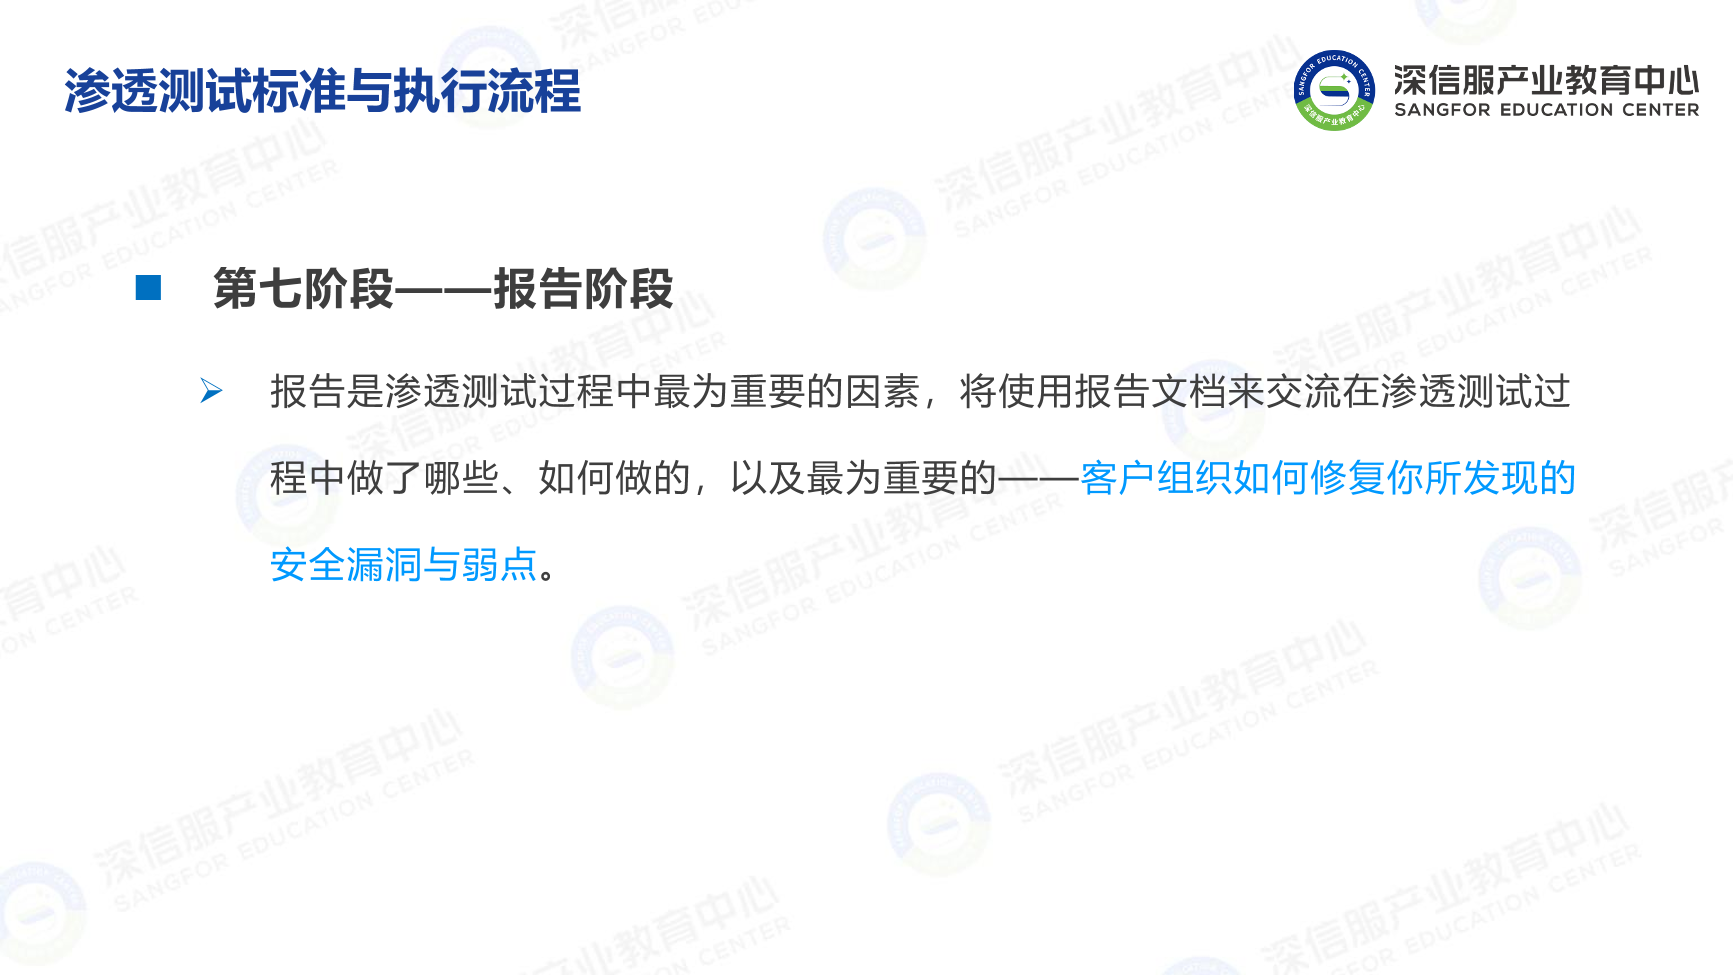 渗透测试标准与执行流程
深信服产业教育中心
SANGFOR EDUCATION CENTER
第七阶段——报告阶段
报告是渗透测试过程中最为重要的因素，将使用报告文档来交流在渗透测试过
程中做了哪些、如何做的，以及最为重要的——客户组织如何修复你所发现的
安全漏洞与弱点。